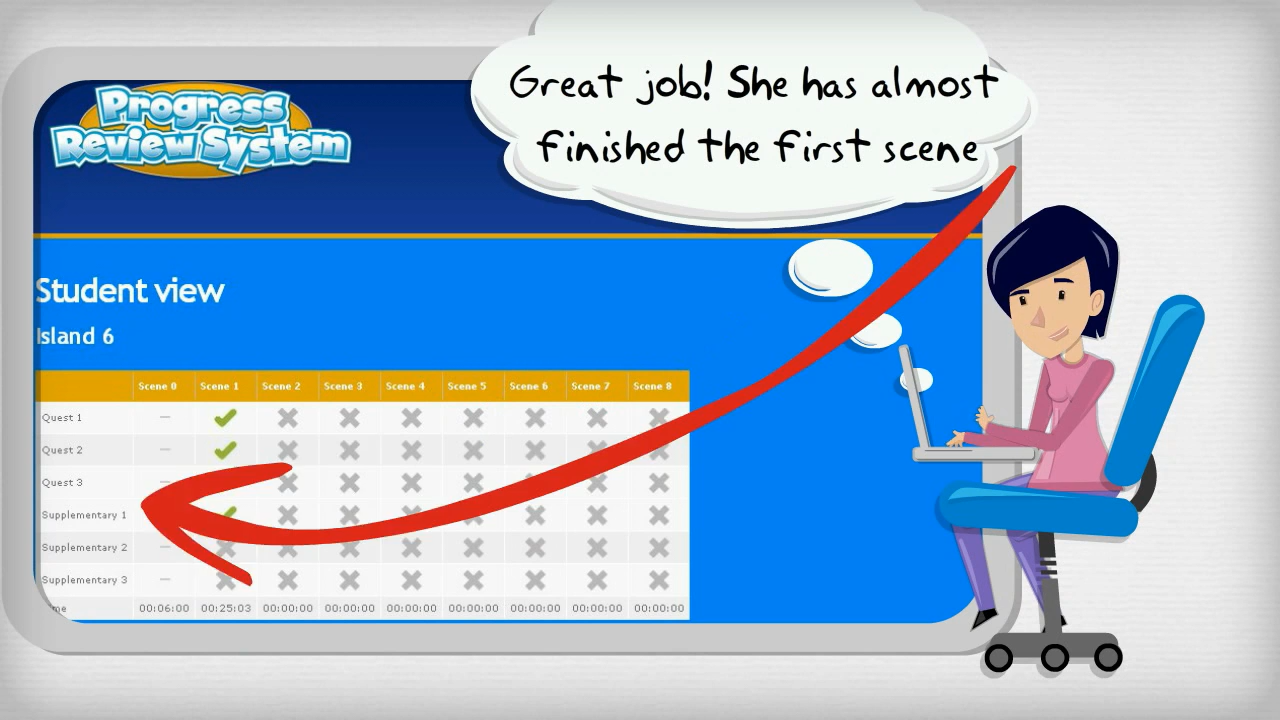 Great job! She has almost
finished the first scene
Progress
Review System
Student view
Island 6
Scene 0 Scene 1 Scene 2 Scene 3 Scene 4 Scene 5 Scene 6 Scene 7 Scene 8
Quest 1
Quest 2
Quest 3
Supplementary 1
Supplementary 2
Supplementary 3
00:06:00 00:25:03 00:00:00 00:00:00 00:00:00 00:00:00 00:00:00 00:00:00 00:00:00